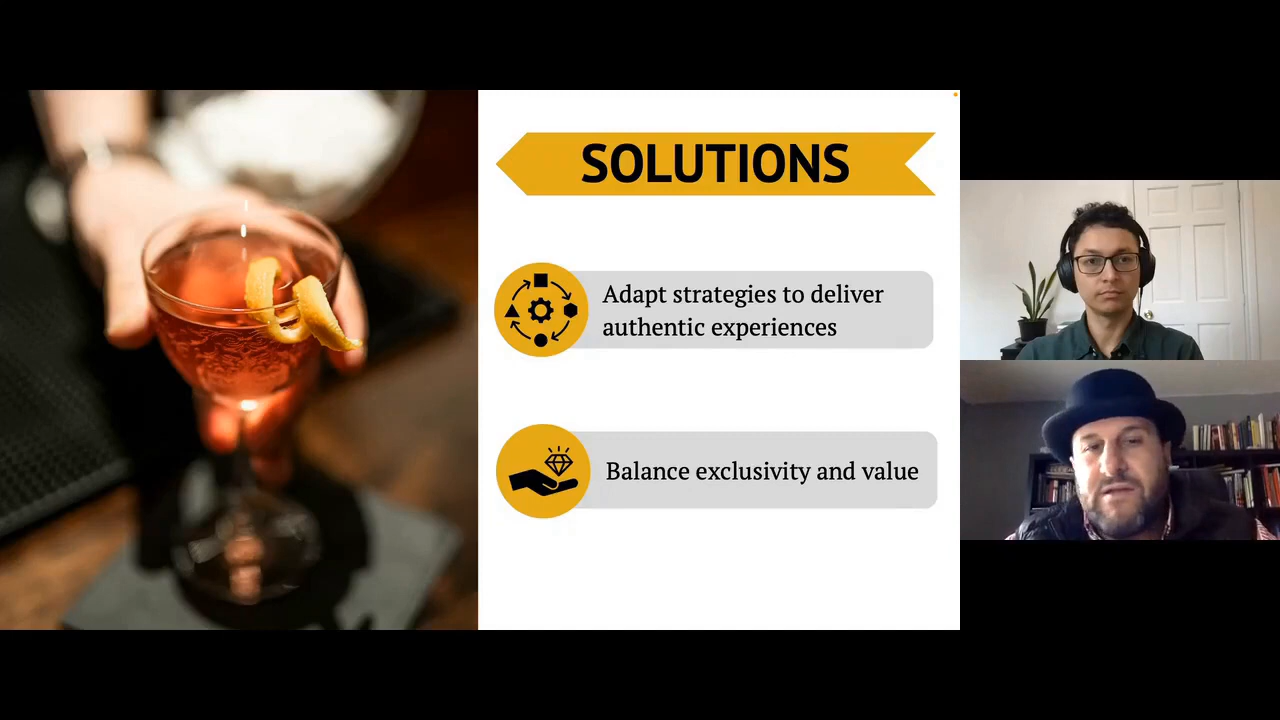 SOLUTIONS
Adapt strategies to deliver
authentic experiences
Balance exclusivity and value